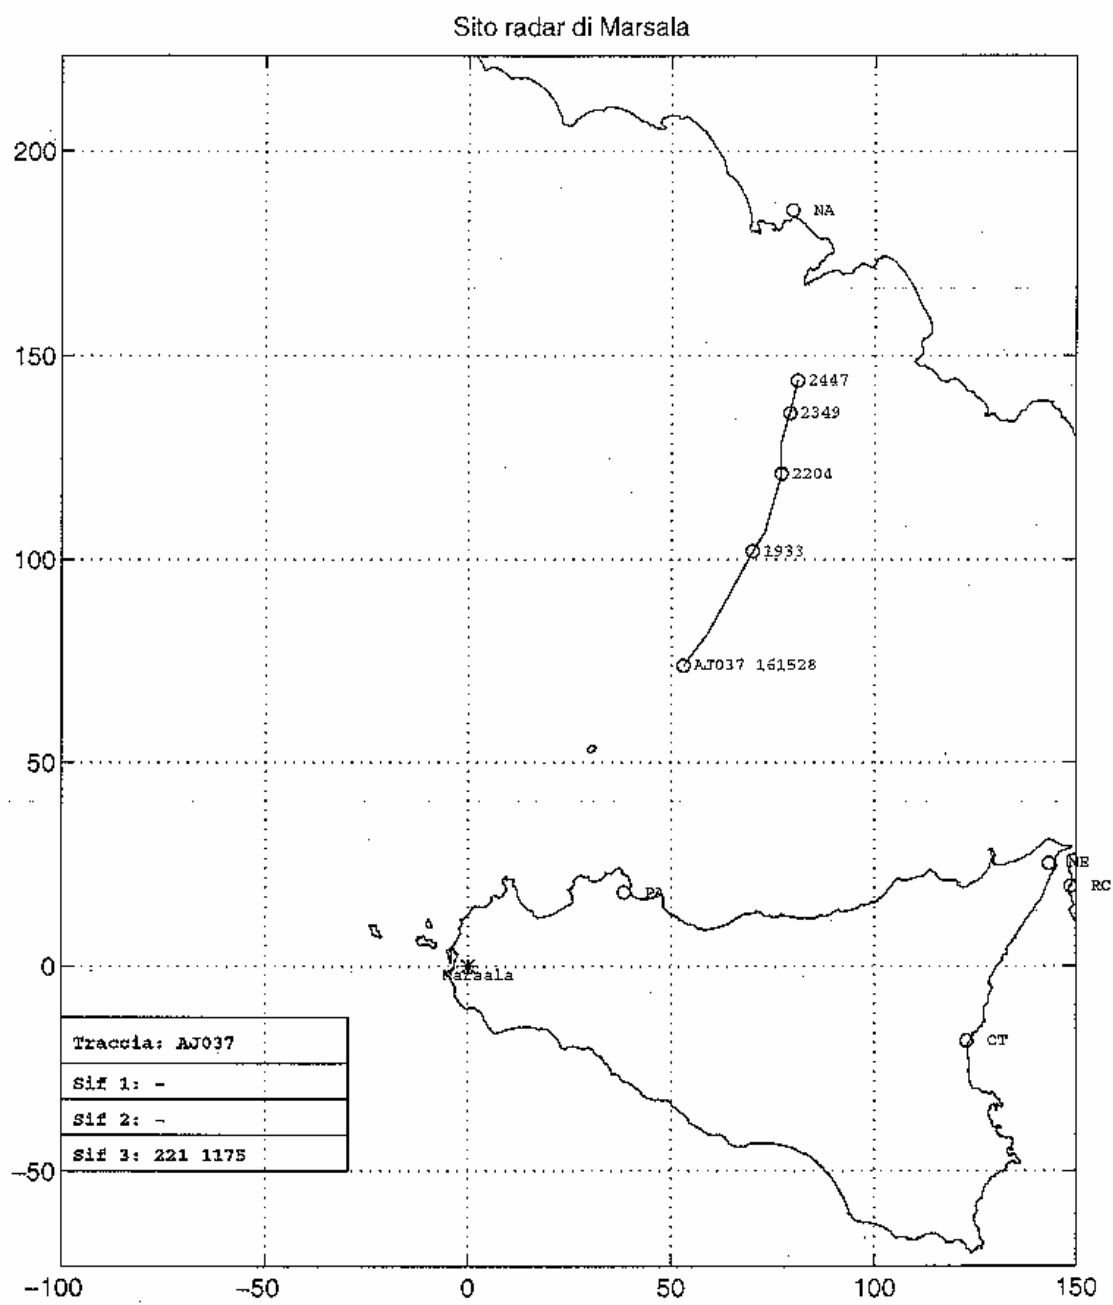 Sito radar di Marsala
200
NA
150
2447
2349
2204
100
1933
AJ037 161528
50
NE
PA
RC
0
Marsala
CT
Traccia: AJ037
Sif 1: -
Sif 2: -
Sif 3: 221 1175
-50
-100 -50 0 50 100 150